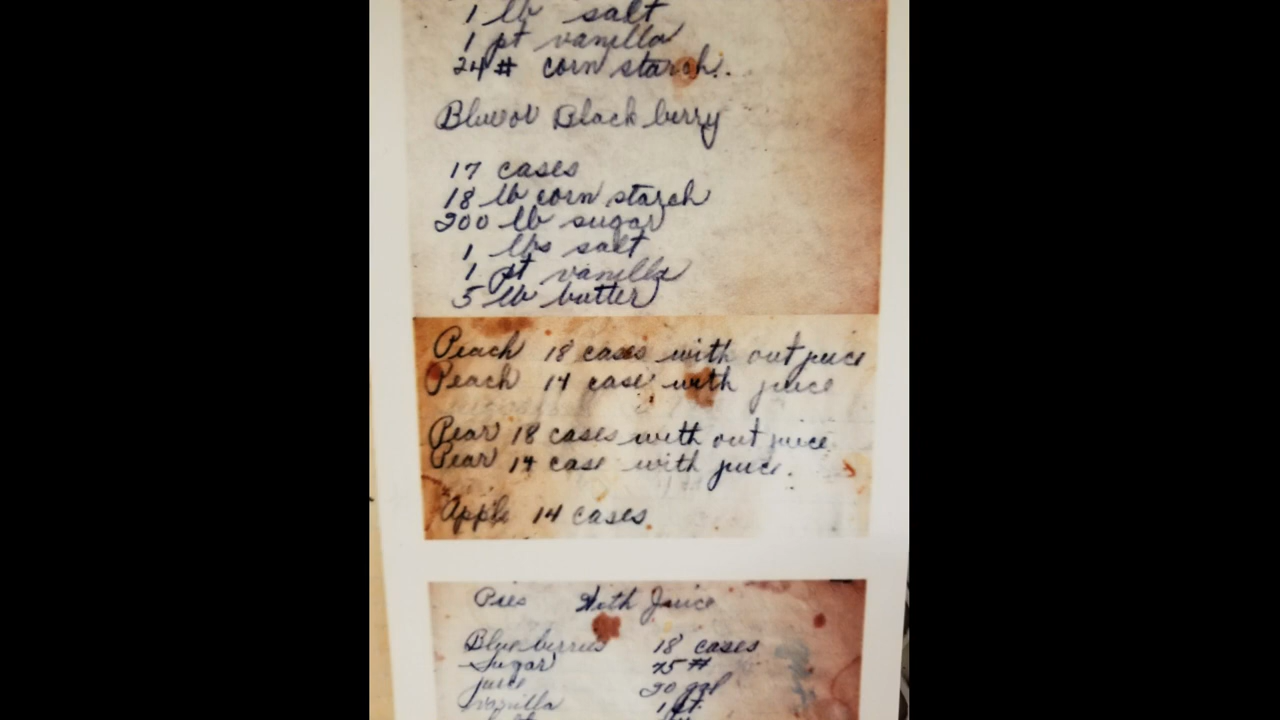 1 lb salt
1 pt vanilla
24 # corn starch.
Blue or Black berry
17 cases
18 lb corn starch
200 lb sugar
1 lbs salt
1 pt vanilla
5 lb butter
Peach 18 cases with out juice
Peach 14 case with juice
Pear 18 cases with out juice
Pear 14 case with juice.
Apple 14 cases
Pies With Juice
Blueberries 18 cases
Sugar 75 #
juice 20 gal
vanilla 1 pt.